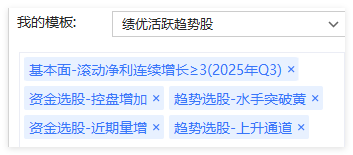 我的模板: 绩优活跃趋势股
基本面-滚动净利连续增长≥3(2025年Q3) ×
资金选股-控盘增加 × 趋势选股-水手突破黄 ×
资金选股-近期量增 × 趋势选股-上升通道 ×